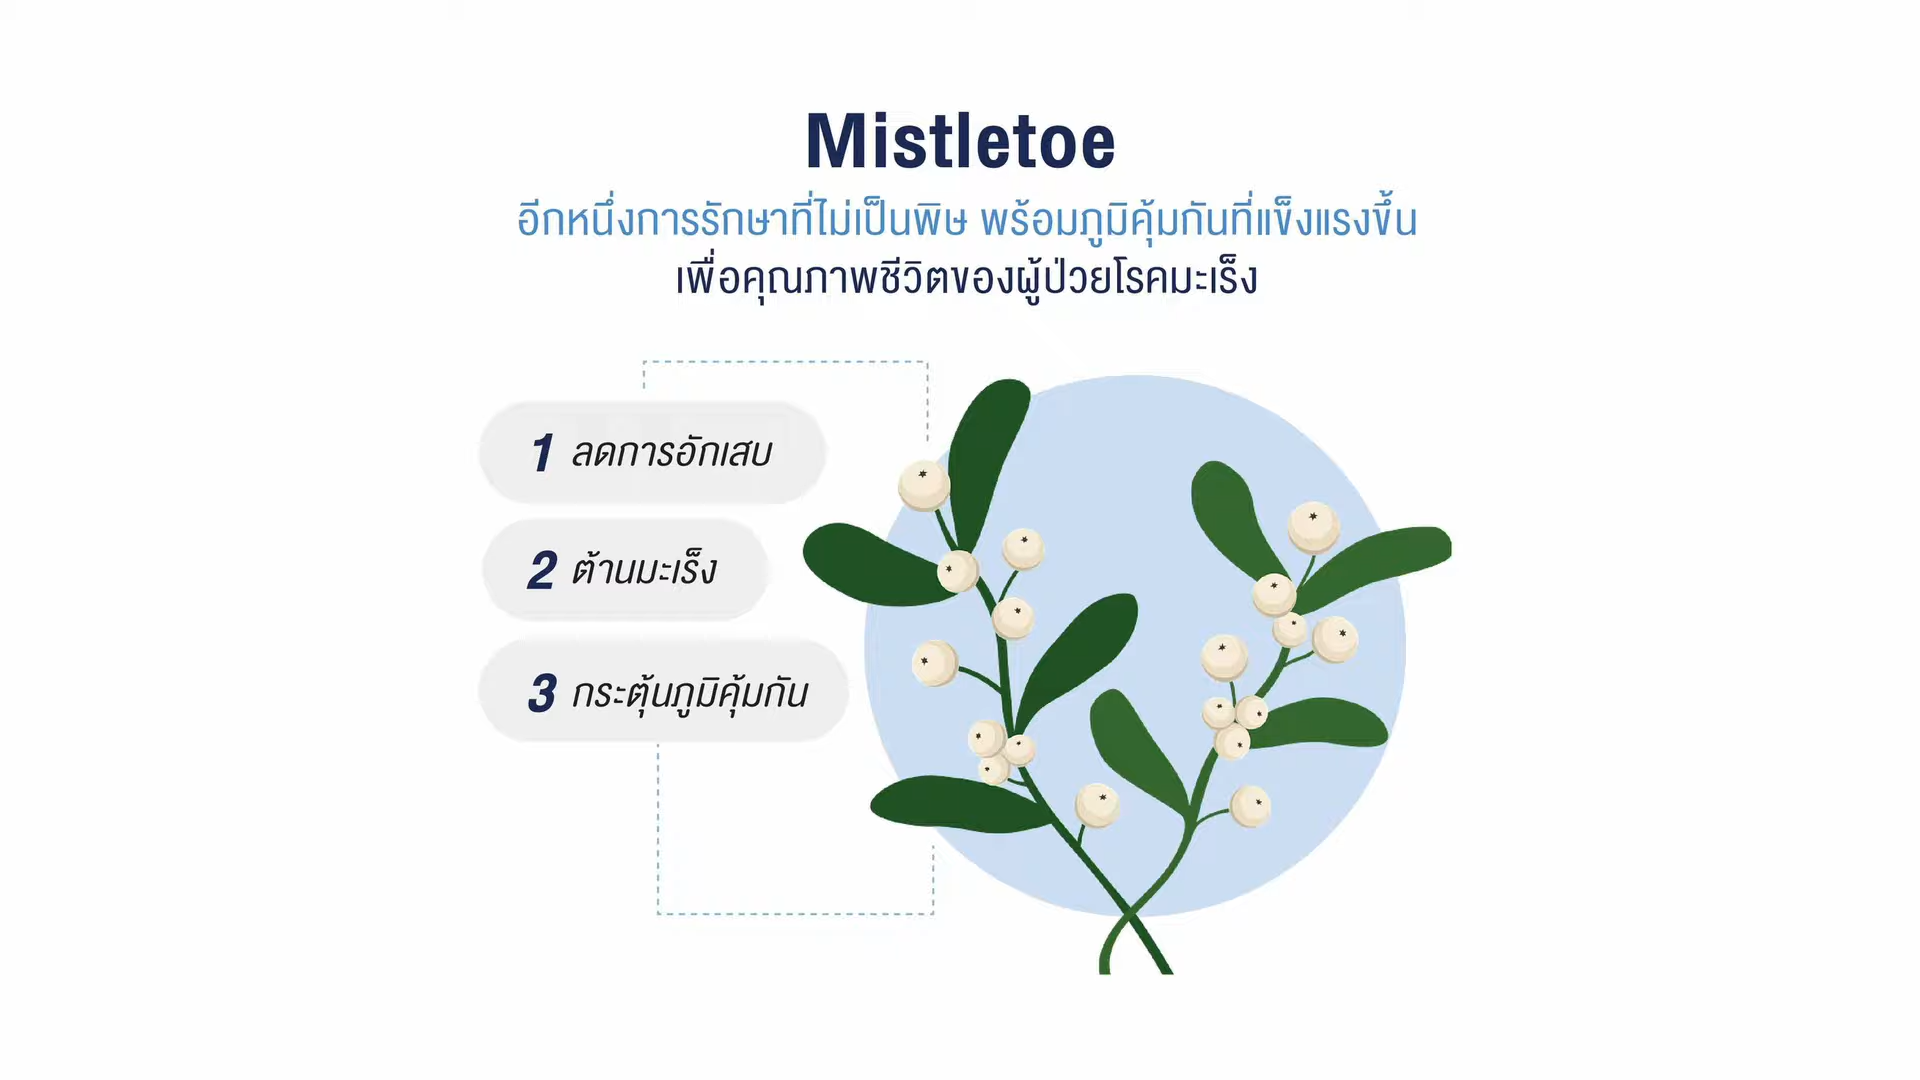 Mistletoe
อีกหนึ่งการรักษาที่ไม่เป็นพิษ พร้อมภูมิคุ้มกันที่แข็งแรงขึ้น
เพื่อคุณภาพชีวิตของผู้ป่วยโรคมะเร็ง
1 ลดการอักเสบ
2 ต้านมะเร็ง
3 กระตุ้นภูมิคุ้มกัน